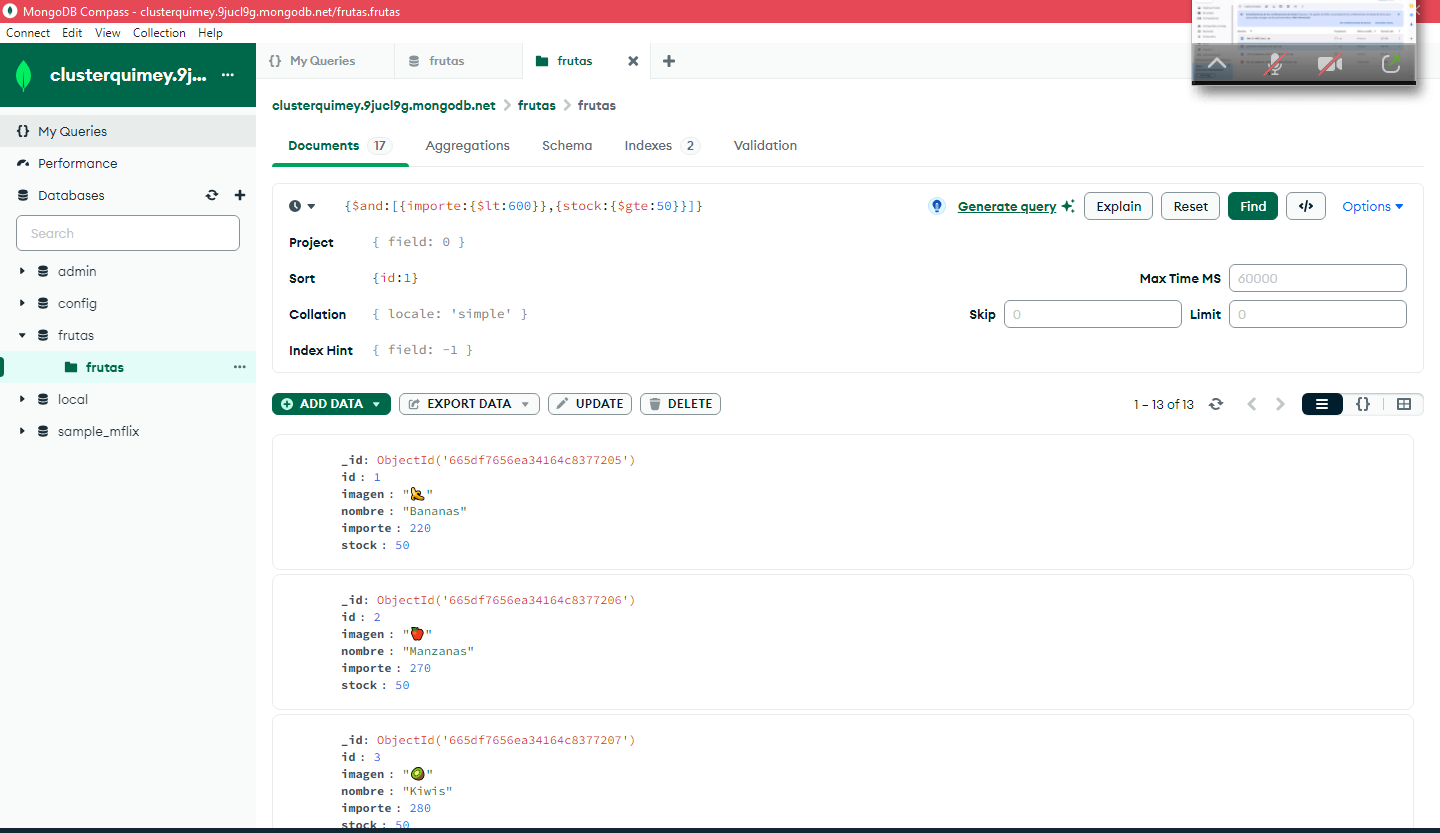 MongoDB Compass - clusterquimey.9jucl9g.mongodb.net/frutas.frutas
Connect Edit View Collection Help
clusterquimey.9j... ...
{} My Queries
frutas
frutas
My Queries
Performance
Databases
Search
admin
config
frutas
frutas
local
sample_mflix
clusterquimey.9jucl9g.mongodb.net > frutas > frutas
Documents 17 Aggregations Schema Indexes 2 Validation
{$and:[{importe:{$lt:600}},{stock:{$gte:50}}]}
Generate query Explain Reset Find </> Options
Project { field: 0 }
Sort {id:1} Max Time MS 60000
Collation { locale: 'simple' } Skip 0 Limit 0
Index Hint { field: -1 }
ADD DATA EXPORT DATA UPDATE DELETE 1 – 13 of 13 {}
_id: ObjectId('665df7656ea34164c8377205')
id : 1
imagen : "🍌"
nombre : "Bananas"
importe : 220
stock : 50
_id: ObjectId('665df7656ea34164c8377206')
id : 2
imagen : "🍎"
nombre : "Manzanas"
importe : 270
stock : 50
_id: ObjectId('665df7656ea34164c8377207')
id : 3
imagen : "🥝"
nombre : "Kiwis"
importe : 280
stock : 50